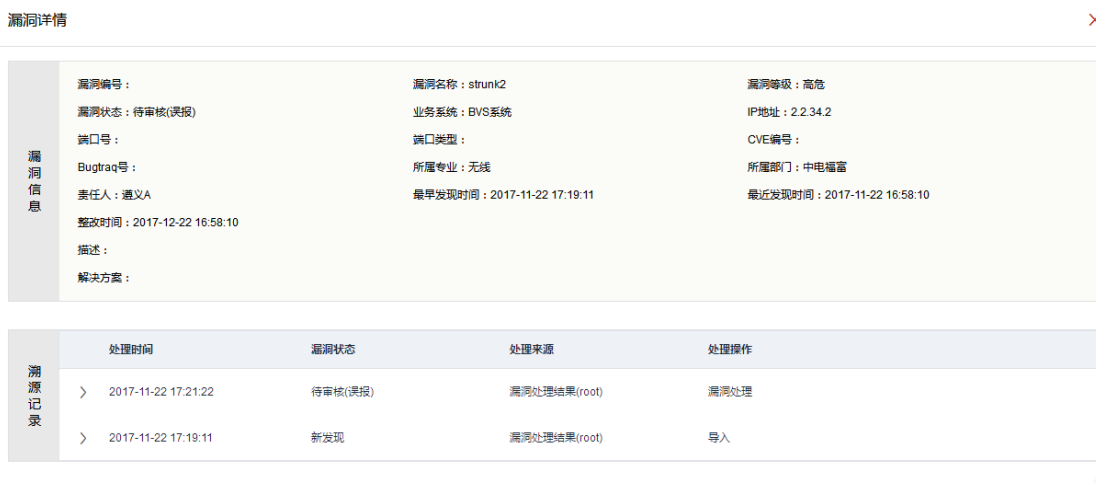 漏洞详情
漏洞信息
漏洞编号： 漏洞名称：strunk2 漏洞等级：高危
漏洞状态：待审核(误报) 业务系统：BVS系统 IP地址：2.2.34.2
端口号： 端口类型： CVE编号：
Bugtraq号： 所属专业：无线 所属部门：中电福富
责任人：遵义A 最早发现时间：2017-11-22 17:19:11 最近发现时间：2017-11-22 16:58:10
整改时间：2017-12-22 16:58:10
描述：
解决方案：
溯源记录
处理时间 漏洞状态 处理来源 处理操作
2017-11-22 17:21:22 待审核(误报) 漏洞处理结果(root) 漏洞处理
2017-11-22 17:19:11 新发现 漏洞处理结果(root) 导入